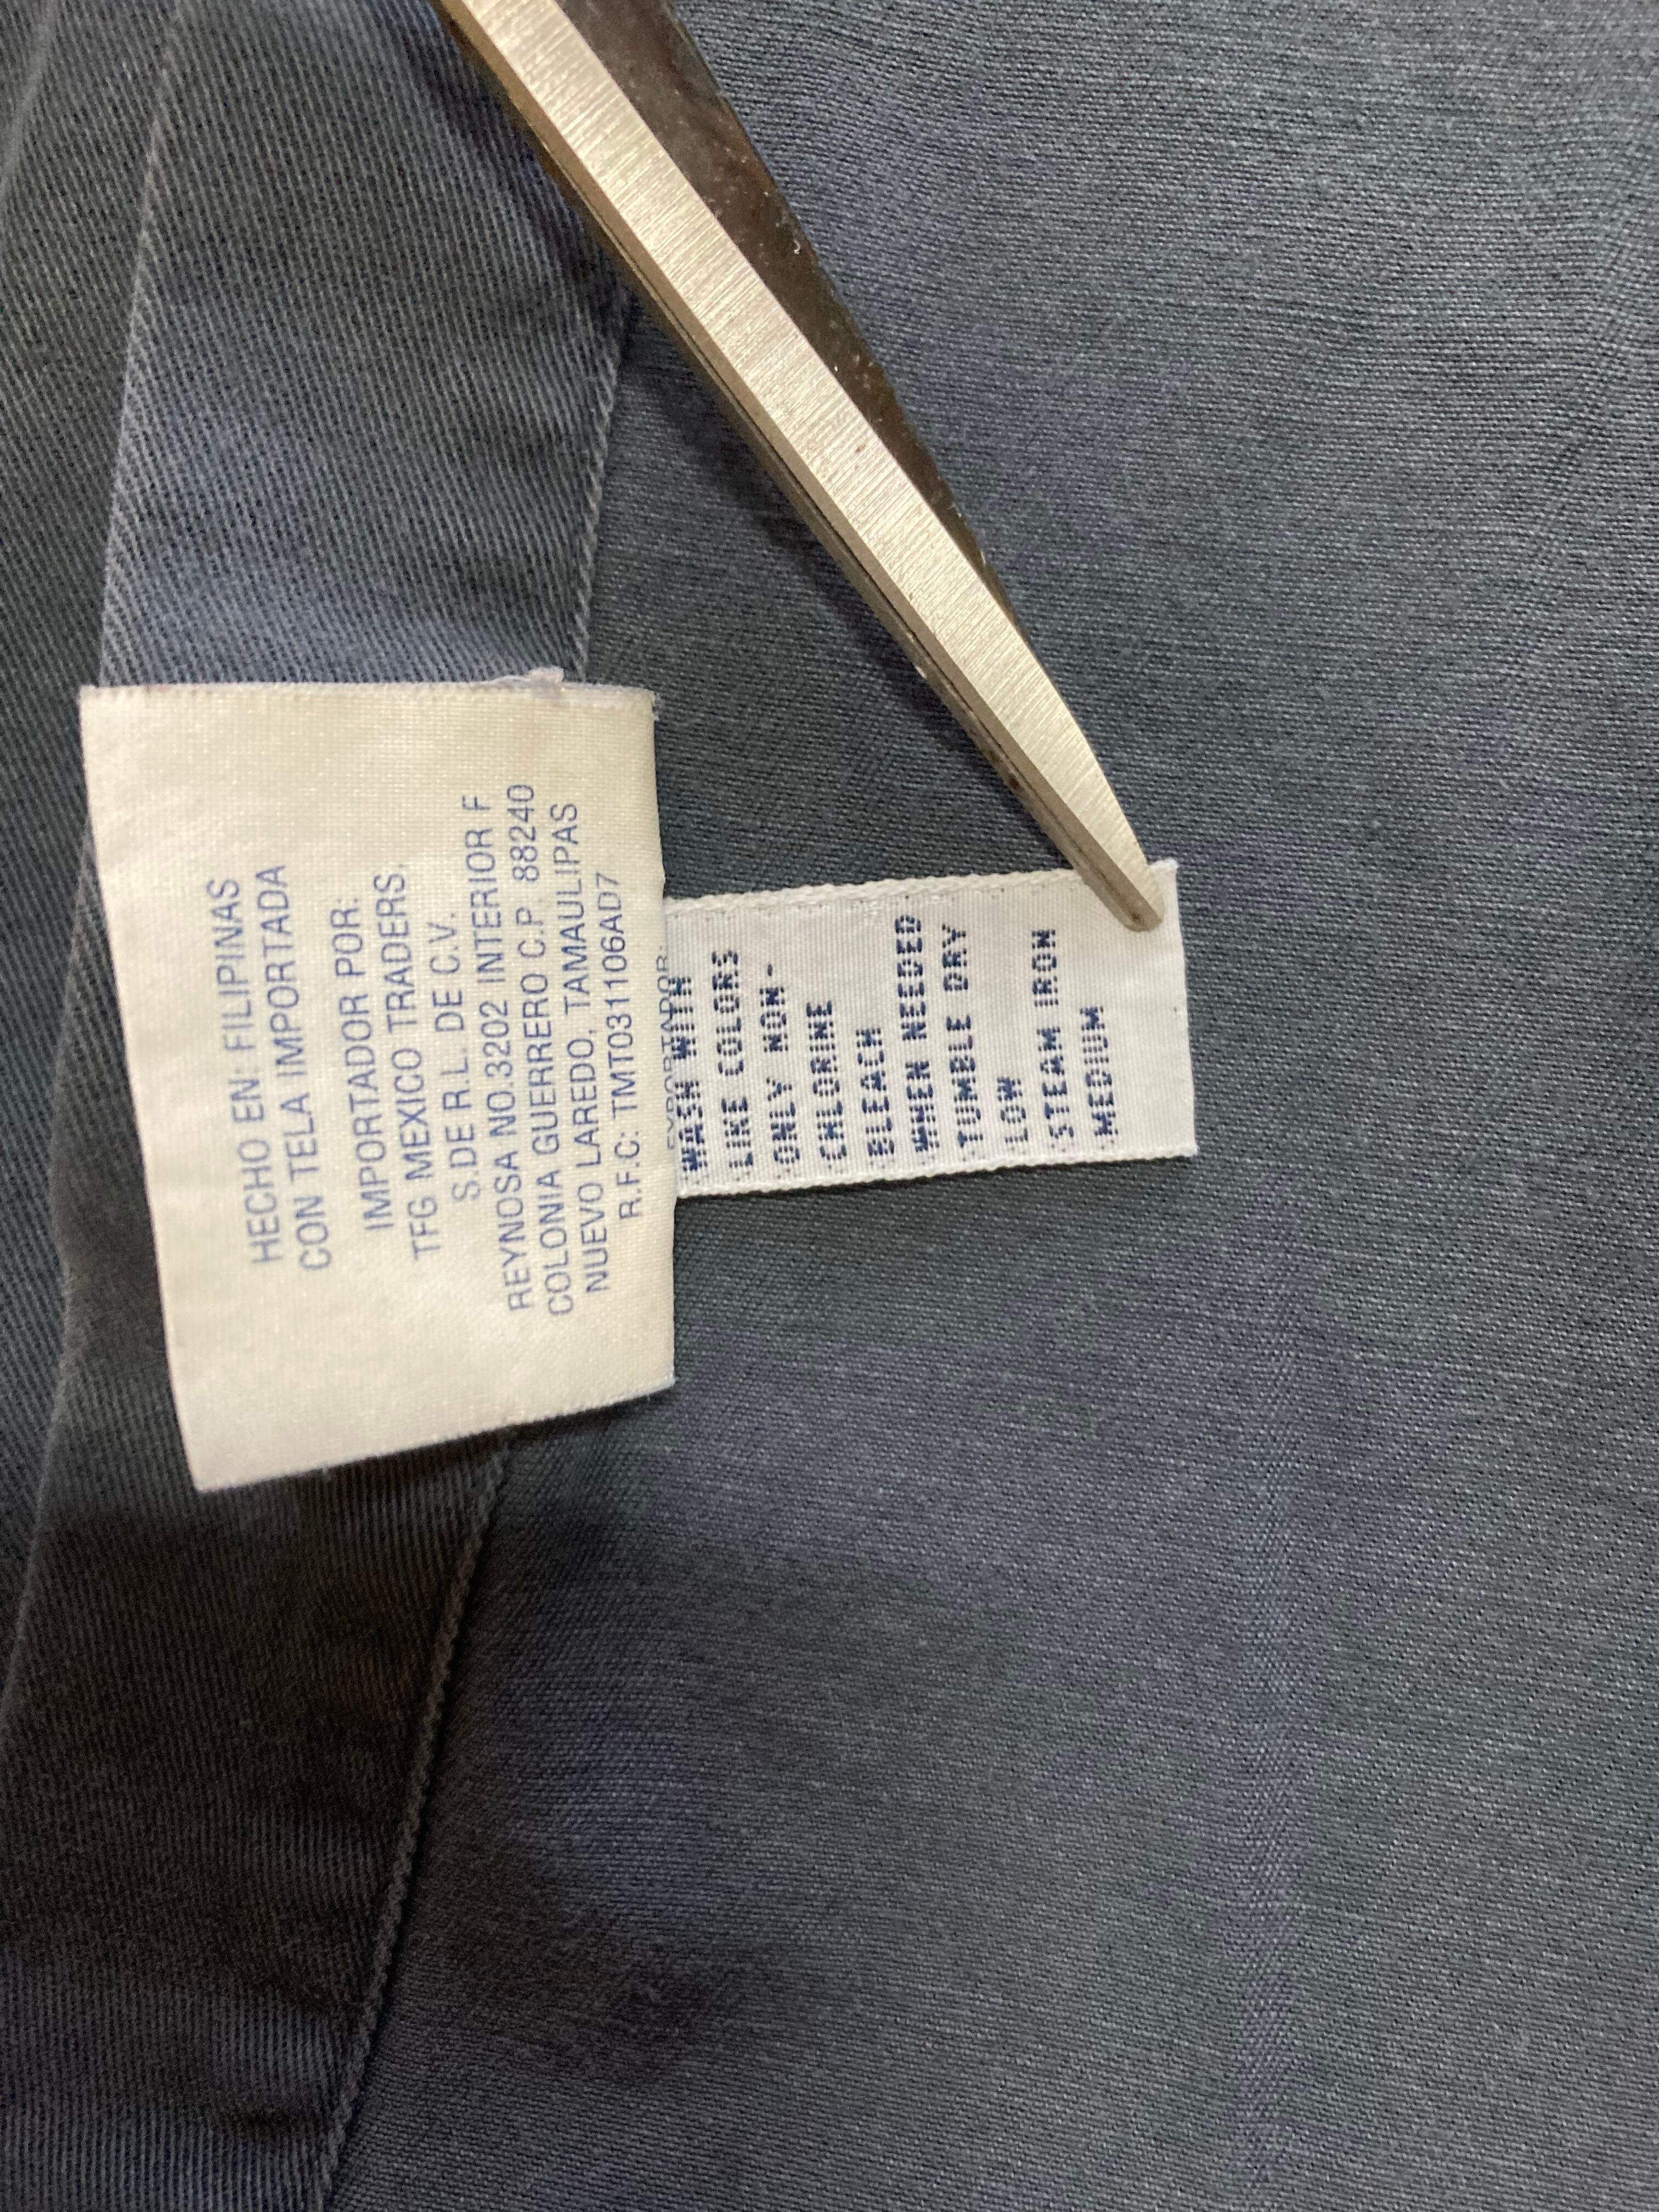 HECHO EN: FILIPINAS
CON TELA IMPORTADA
IMPORTADOR POR:
TFG MEXICO TRADERS,
S.DE R.L. DE C.V.
REYNOSA NO.3202 INTERIOR F
COLONIA GUERRERO C.P. 88240
NUEVO LAREDO, TAMAULIPAS
R.F.C: TMT031106AD7
WASH WITH
LIKE COLORS
ONLY NON-
CHLORINE
BLEACH
WHEN NEEDED
TUMBLE DRY
LOW
STEAM IRON
MEDIUM